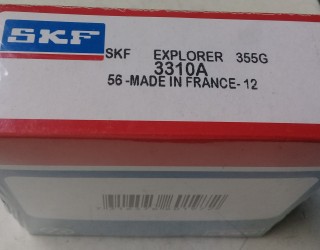 SKF
SKF EXPLORER 355G
3310A
56 -MADE IN FRANCE- 12